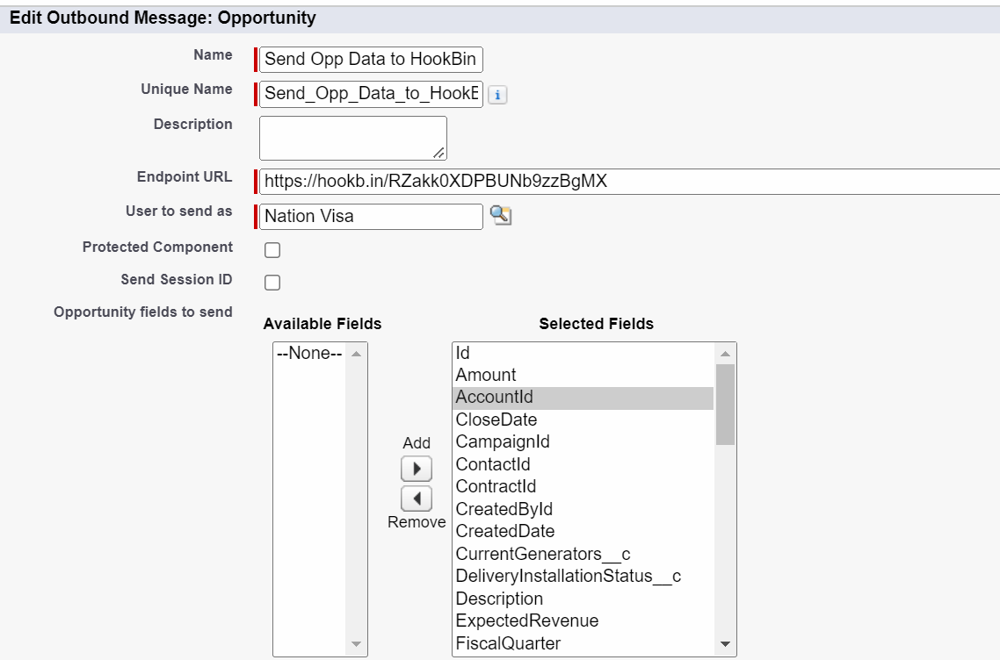 Edit Outbound Message: Opportunity
Name
Send Opp Data to HookBin
Unique Name
Send_Opp_Data_to_HookB
i
Description
Endpoint URL
https://hookb.in/RZakk0XDPBUNb9zzBgMX
User to send as
Nation Visa
Protected Component
Send Session ID
Opportunity fields to send
Available Fields
Selected Fields
--None--
Add
Remove
Id
Amount
AccountId
CloseDate
CampaignId
ContactId
ContractId
CreatedById
CreatedDate
CurrentGenerators__c
DeliveryInstallationStatus__c
Description
ExpectedRevenue
FiscalQuarter